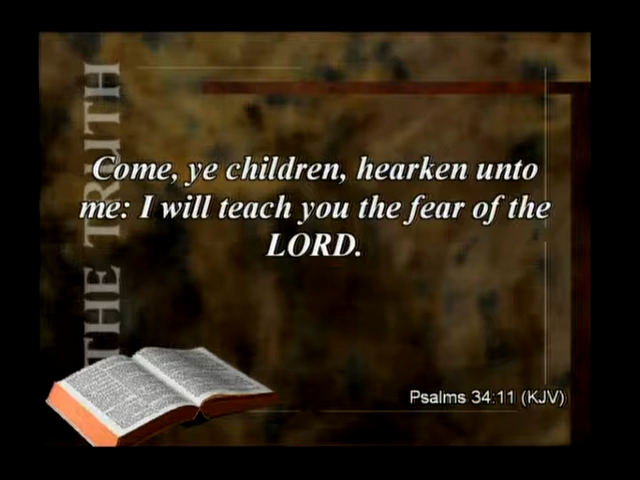 THE TRUTH
Come, ye children, hearken unto
me: I will teach you the fear of the
LORD.
Psalms 34:11 (KJV)